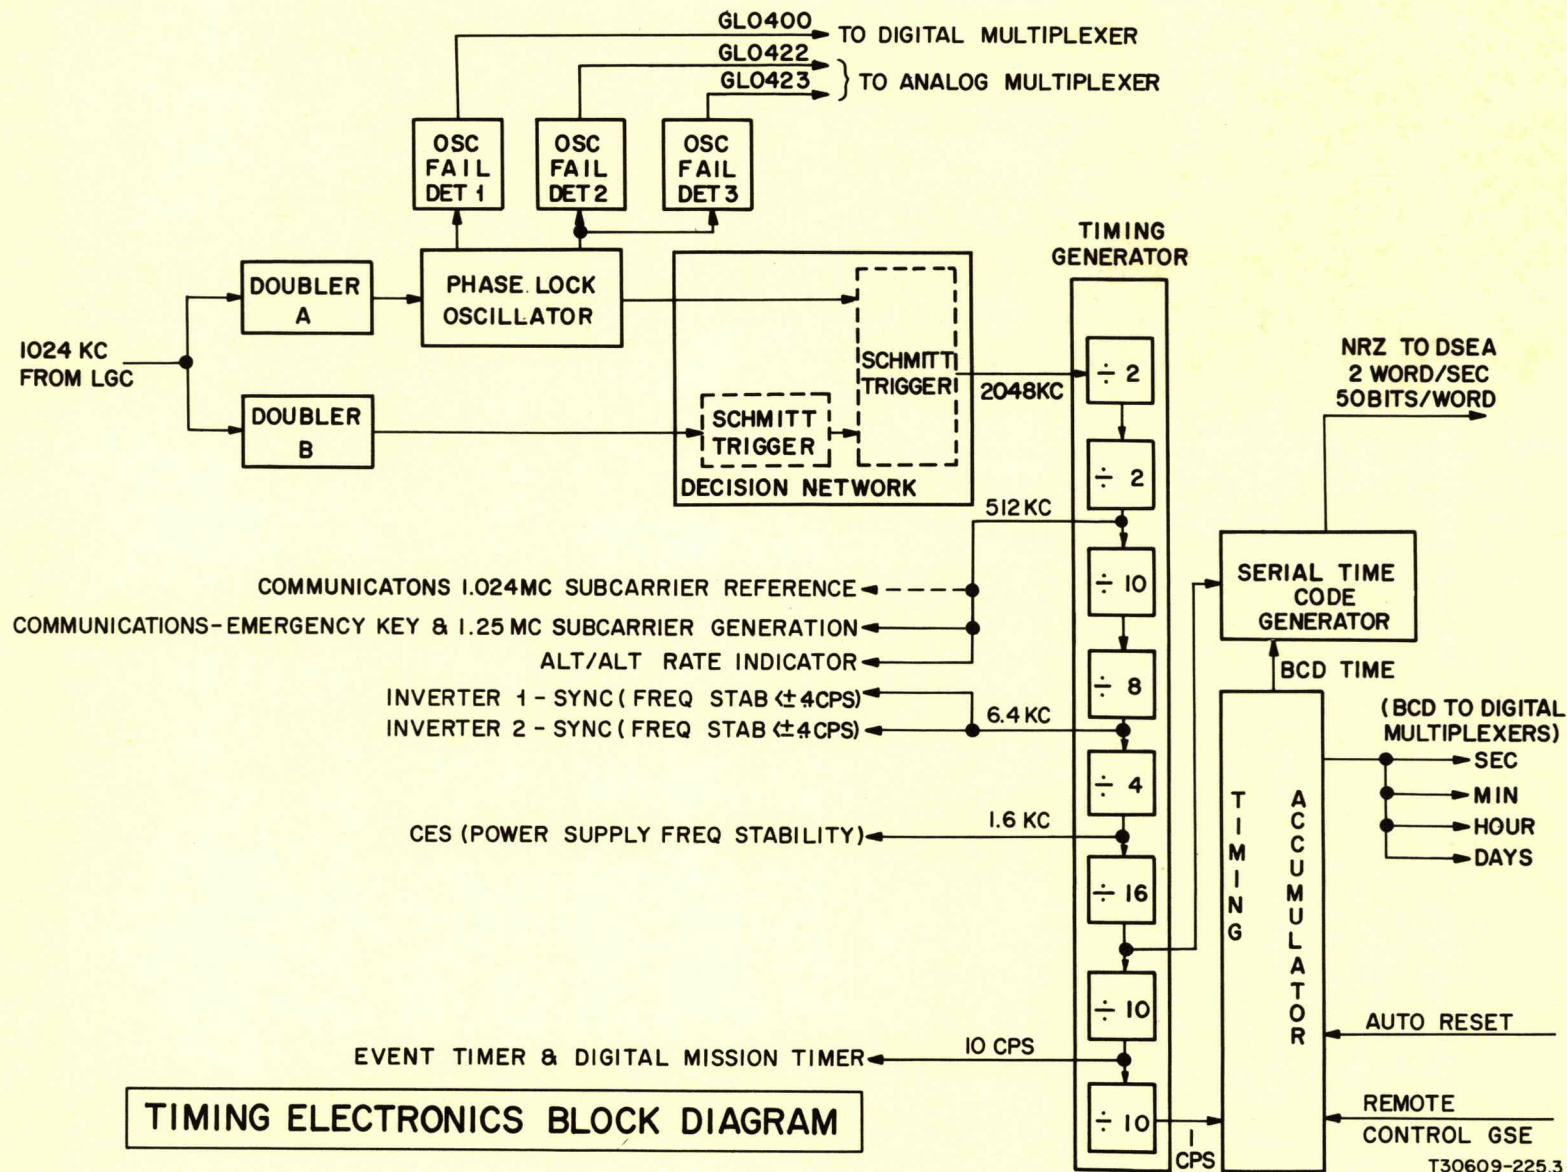 GLO400
TO DIGITAL MULTIPLEXER
GLO422
GLO423
TO ANALOG MULTIPLEXER
OSC
FAIL
DET 1
OSC
FAIL
DET 2
OSC
FAIL
DET 3
TIMING
GENERATOR
DOUBLER
A
PHASE LOCK
OSCILLATOR
1024 KC
FROM LGC
DOUBLER
B
SCHMITT
TRIGGER
SCHMITT
TRIGGER
DECISION NETWORK
2048KC
÷ 2
÷ 2
512 KC
÷ 10
÷ 8
6.4 KC
÷ 4
1.6 KC
÷ 16
÷ 10
10 CPS
÷ 10
1
CPS
COMMUNICATONS 1.024MC SUBCARRIER REFERENCE
COMMUNICATIONS-EMERGENCY KEY & 1.25 MC SUBCARRIER GENERATION
ALT/ALT RATE INDICATOR
INVERTER 1 - SYNC ( FREQ STAB <±.4CPS)
INVERTER 2 - SYNC ( FREQ STAB <±.4CPS)
CES (POWER SUPPLY FREQ STABILITY)
EVENT TIMER & DIGITAL MISSION TIMER
NRZ TO DSEA
2 WORD/SEC
50BITS/WORD
SERIAL TIME
CODE
GENERATOR
BCD TIME
TIMING
ACCUMULATOR
(BCD TO DIGITAL
MULTIPLEXERS)
SEC
MIN
HOUR
DAYS
AUTO RESET
REMOTE
CONTROL GSE
TIMING ELECTRONICS BLOCK DIAGRAM
T30609-225.3